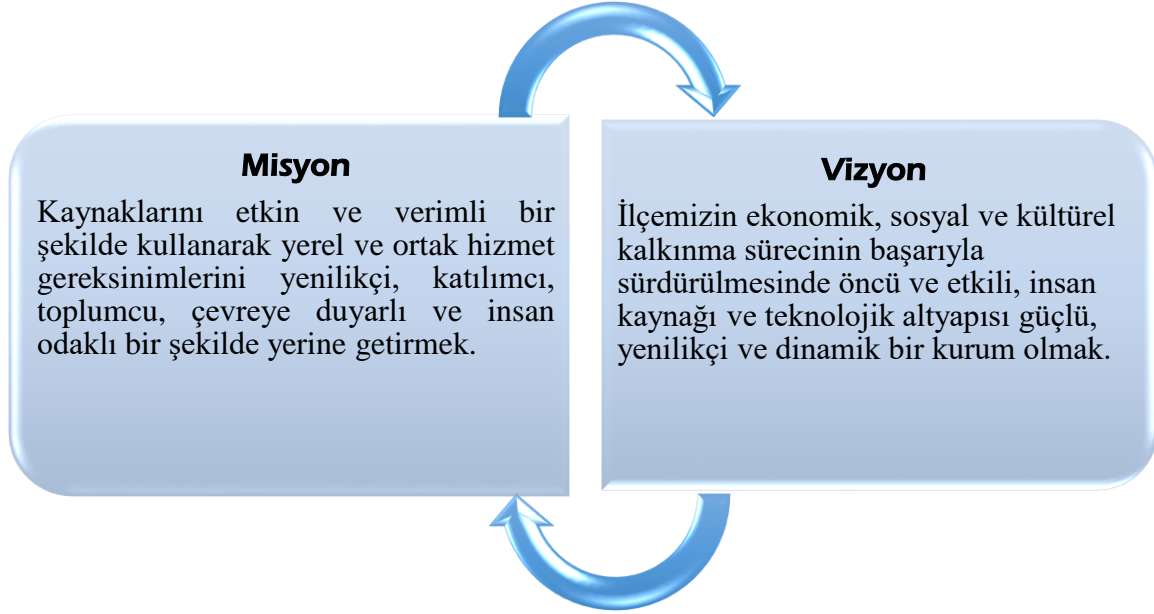 Misyon
Kaynaklarını etkin ve verimli bir
şekilde kullanarak yerel ve ortak hizmet
gereksinimlerini yenilikçi, katılımcı,
toplumcu, çevreye duyarlı ve insan
odaklı bir şekilde yerine getirmek.
Vizyon
İlçemizin ekonomik, sosyal ve kültürel
kalkınma sürecinin başarıyla
sürdürülmesinde öncü ve etkili, insan
kaynağı ve teknolojik altyapısı güçlü,
yenilikçi ve dinamik bir kurum olmak.